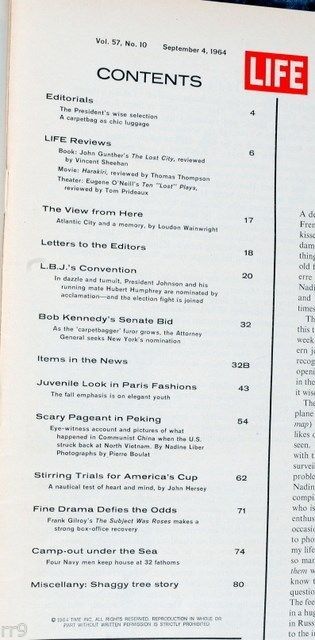 Vol. 57, No. 10 September 4, 1964
LIFE
CONTENTS
Editorials 4
The President's wise selection
A carpetbag as chic luggage
LIFE Reviews 6
Book: John Gunther's The Lost City, reviewed
by Vincent Sheehan
Movie: Harakiri, reviewed by Thomas Thompson
Theater: Eugene O'Neill's Ten "Lost" Plays,
reviewed by Tom Prideaux
The View from Here 17
Atlantic City and a memory, by Loudon Wainwright
Letters to the Editors 18
L.B.J.'s Convention 20
In dazzle and tumult, President Johnson and his
running mate Hubert Humphrey are nominated by
acclamation—and the election fight is joined
Bob Kennedy's Senate Bid 32
As the 'carpetbagger' furor grows, the Attorney
General seeks New York's nomination
Items in the News 32B
Juvenile Look in Paris Fashions 43
The fall emphasis is on elegant youth
Scary Pageant in Peking 54
Eye-witness account and pictures of what
happened in Communist China when the U.S.
struck back at North Vietnam. By Nadine Liber
Photographs by Pierre Boulat
Stirring Trials for America's Cup 62
A nautical test of heart and mind, by John Hersey
Fine Drama Defies the Odds 71
Frank Gilroy's The Subject Was Roses makes a
strong box-office recovery
Camp-out under the Sea 74
Four Navy men keep house at 32 fathoms
Miscellany: Shaggy tree story 80
© 1964 TIME INC. ALL RIGHTS RESERVED. REPRODUCTION IN WHOLE OR
PART WITHOUT WRITTEN PERMISSION IS STRICTLY PROHIBITED
rr9